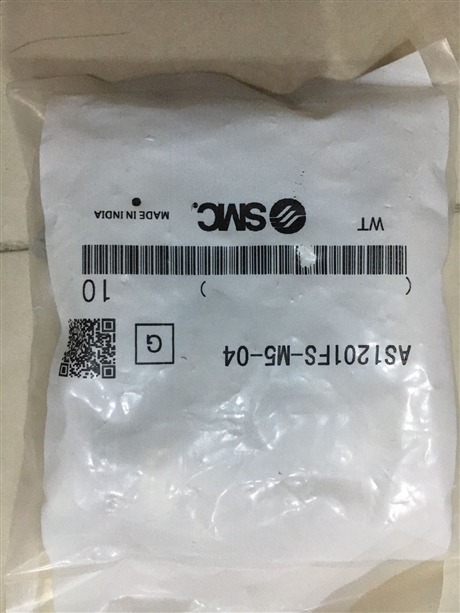 AS1201FS-M5-04
G
( ) 10
WT SMC. MADE IN INDIA